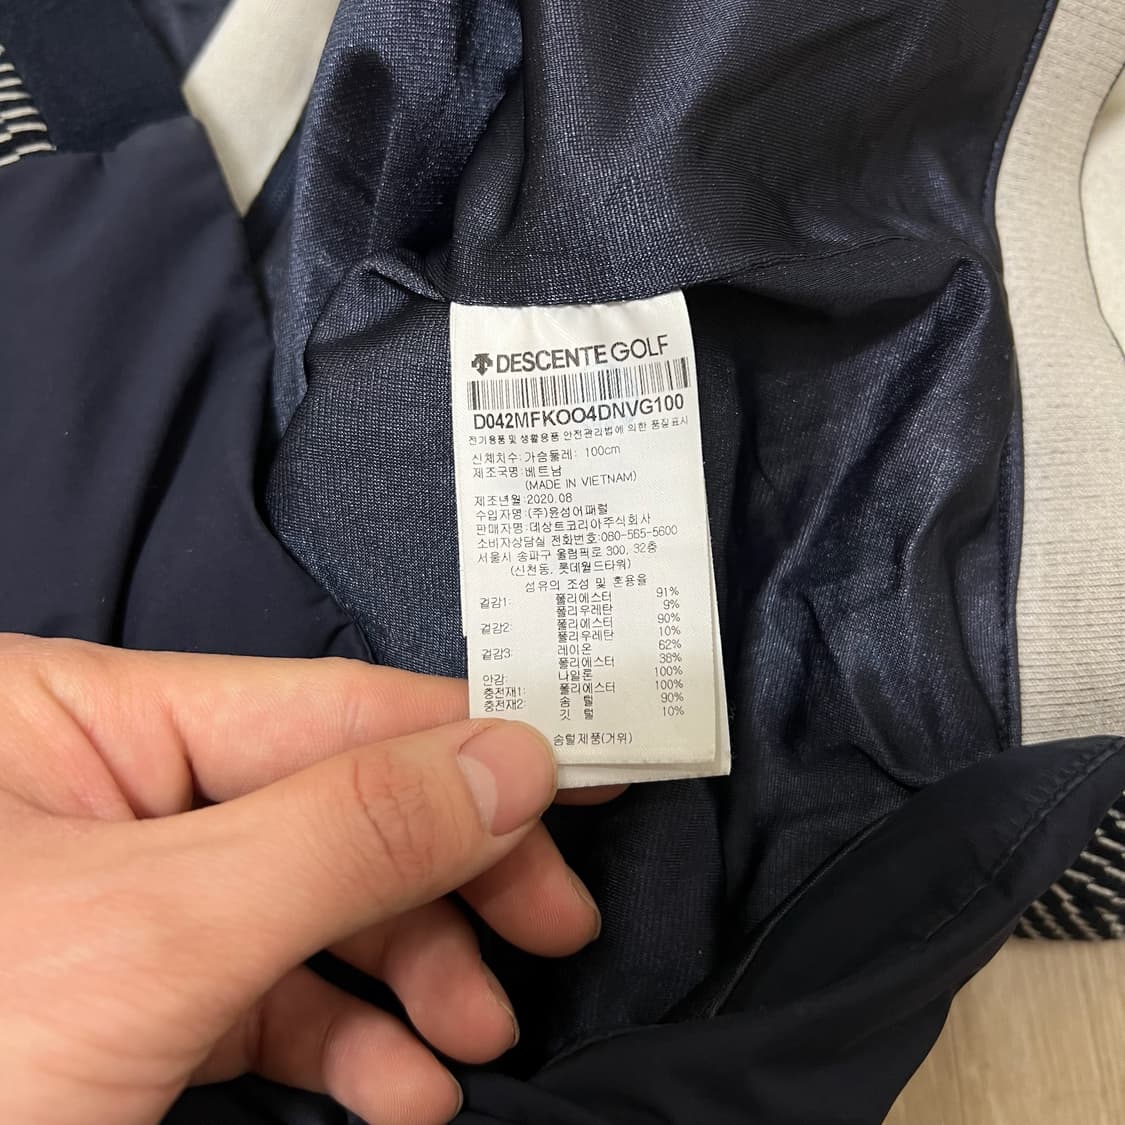 DESCENTE GOLF
D042MFKOO4DNVG100
전기용품 및 생활용품 안전관리법에 의한 품질표시
신체치수:가슴둘레: 100cm
제조국명:베트남
(MADE IN VIETNAM)
제조년월:2020.08
수입자명:(주)윤성어패럴
판매자명:데상트코리아주식회사
소비자상담실 전화번호:080-565-5600
서울시 송파구 올림픽로 300, 32층
(신천동, 롯데월드타워)
섬유의 조성 및 혼용율
겉감1: 폴리에스터 91%
폴리우레탄 9%
겉감2: 폴리에스터 90%
폴리우레탄 10%
겉감3: 레이온 62%
폴리에스터 38%
안감: 나일론 100%
충전재1: 폴리에스터 100%
충전재2: 솜 털 90%
깃 털 10%
솜털제품(거위)